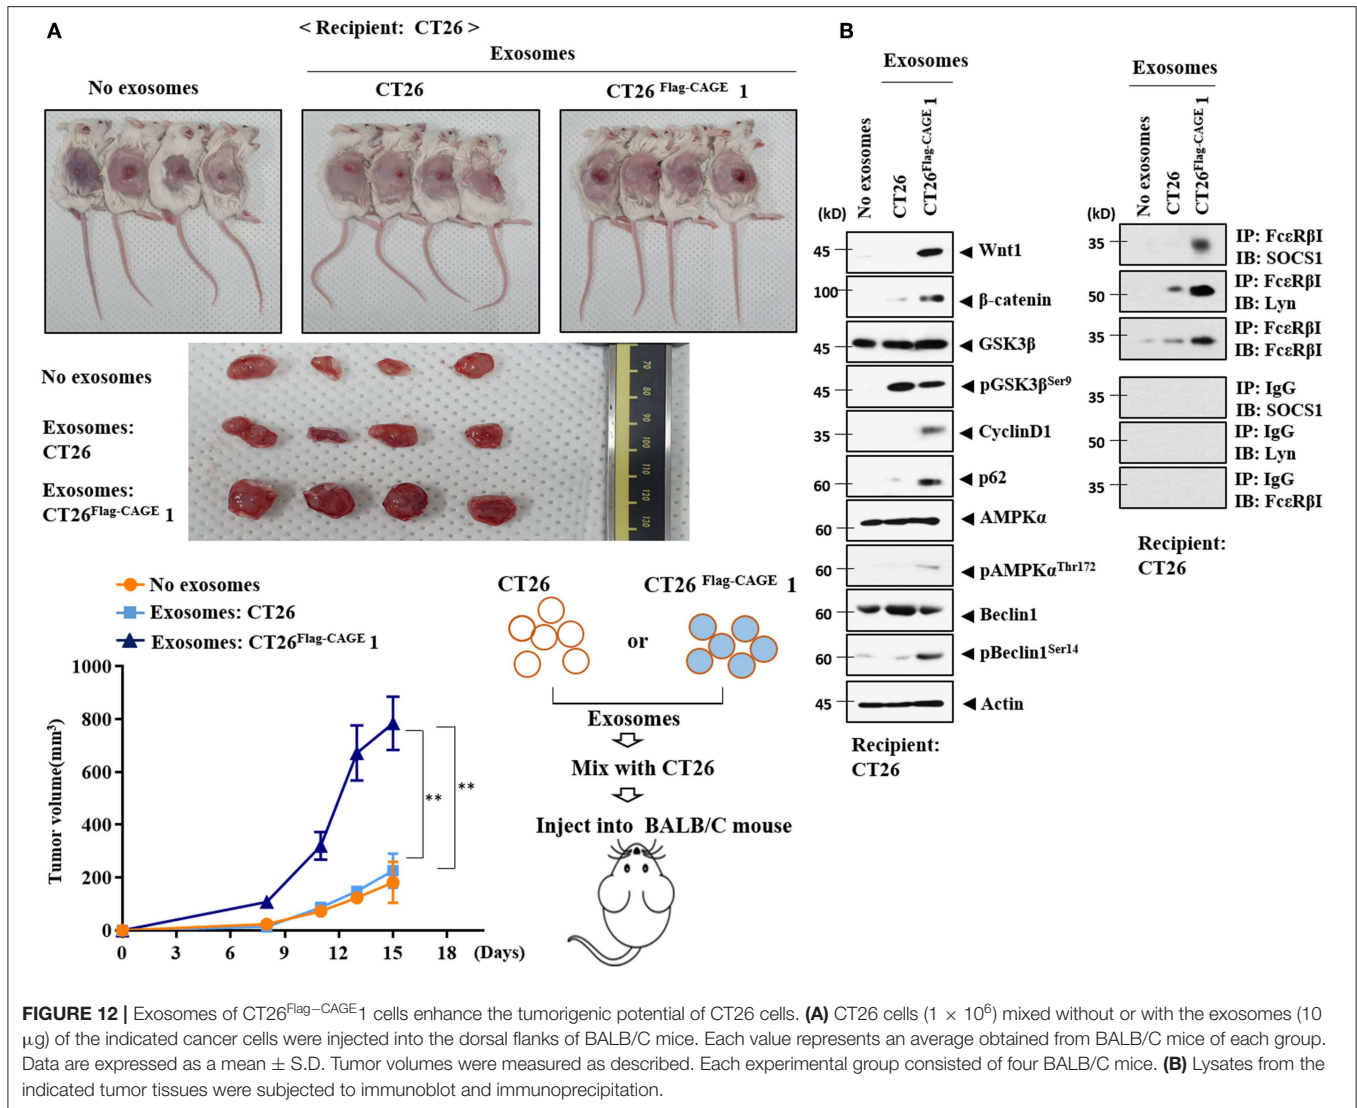 A
< Recipient: CT26 >
Exosomes
No exosomes
CT26
CT26 Flag-CAGE 1
No exosomes
Exosomes:
CT26
Exosomes:
CT26Flag-CAGE 1
70
80
90
100
110
120
130
No exosomes
Exosomes: CT26
Exosomes: CT26Flag-CAGE 1
Tumor volume(mm3)
1000
800
600
400
200
0
0 3 6 9 12 15 18 (Days)
**
**
CT26
CT26 Flag-CAGE 1
or
Exosomes
Mix with CT26
Inject into BALB/C mouse
B
Exosomes
No exosomes
CT26
CT26Flag-CAGE 1
(kD)
45 Wnt1
100 β-catenin
45 GSK3β
45 pGSK3βSer9
35 CyclinD1
60 p62
60 AMPKα
60 pAMPKαThr172
60 Beclin1
60 pBeclin1Ser14
45 Actin
Recipient:
CT26
Exosomes
No exosomes
CT26
CT26Flag-CAGE 1
(kD)
35
IP: FcεRβI
IB: SOCS1
50
IP: FcεRβI
IB: Lyn
35
IP: FcεRβI
IB: FcεRβI
35
IP: IgG
IB: SOCS1
50
IP: IgG
IB: Lyn
35
IP: IgG
IB: FcεRβI
Recipient:
CT26
FIGURE 12 | Exosomes of CT26Flag−CAGE1 cells enhance the tumorigenic potential of CT26 cells. (A) CT26 cells (1 × 106) mixed without or with the exosomes (10
μg) of the indicated cancer cells were injected into the dorsal flanks of BALB/C mice. Each value represents an average obtained from BALB/C mice of each group.
Data are expressed as a mean ± S.D. Tumor volumes were measured as described. Each experimental group consisted of four BALB/C mice. (B) Lysates from the
indicated tumor tissues were subjected to immunoblot and immunoprecipitation.